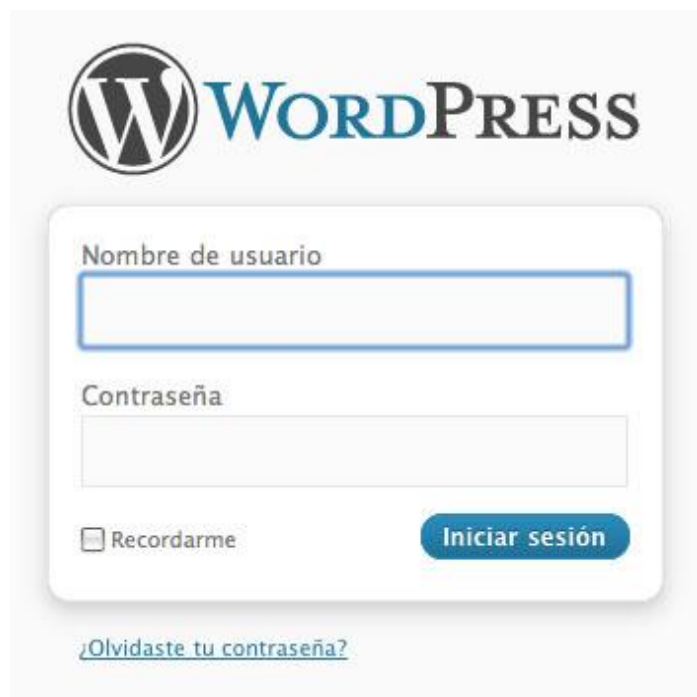 WORDPRESS
Nombre de usuario
Contraseña
Recordarme
Iniciar sesión
¿Olvidaste tu contraseña?